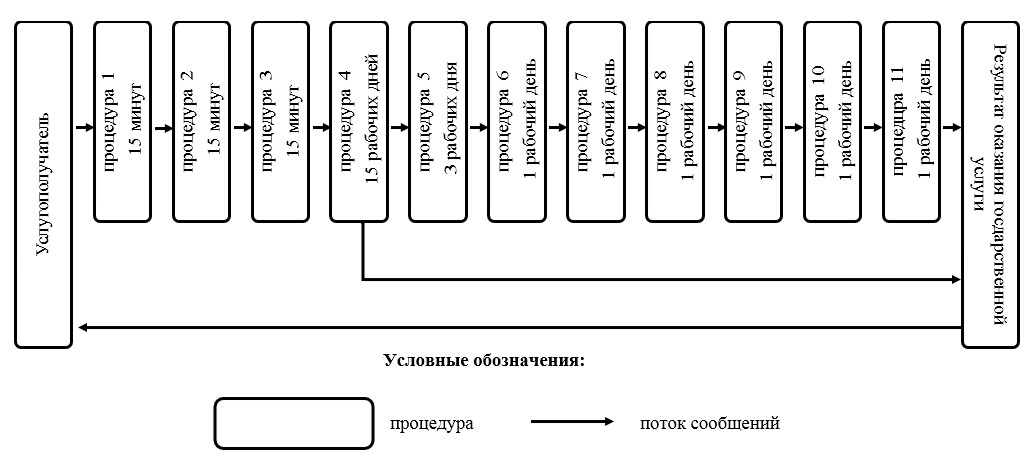 Услугополучатель
процедура 1
15 минут
процедура 2
15 минут
процедура 3
15 минут
процедура 4
15 рабочих дней
процедура 5
3 рабочих дня
процедура 6
1 рабочий день
процедура 7
1 рабочий день
процедура 8
1 рабочий день
процедура 9
1 рабочий день
процедура 10
1 рабочий день
процедцра 11
1 рабочий день
Результат оказания госдарственной
услуги
Условные обозначения:
процедура
поток сообщений